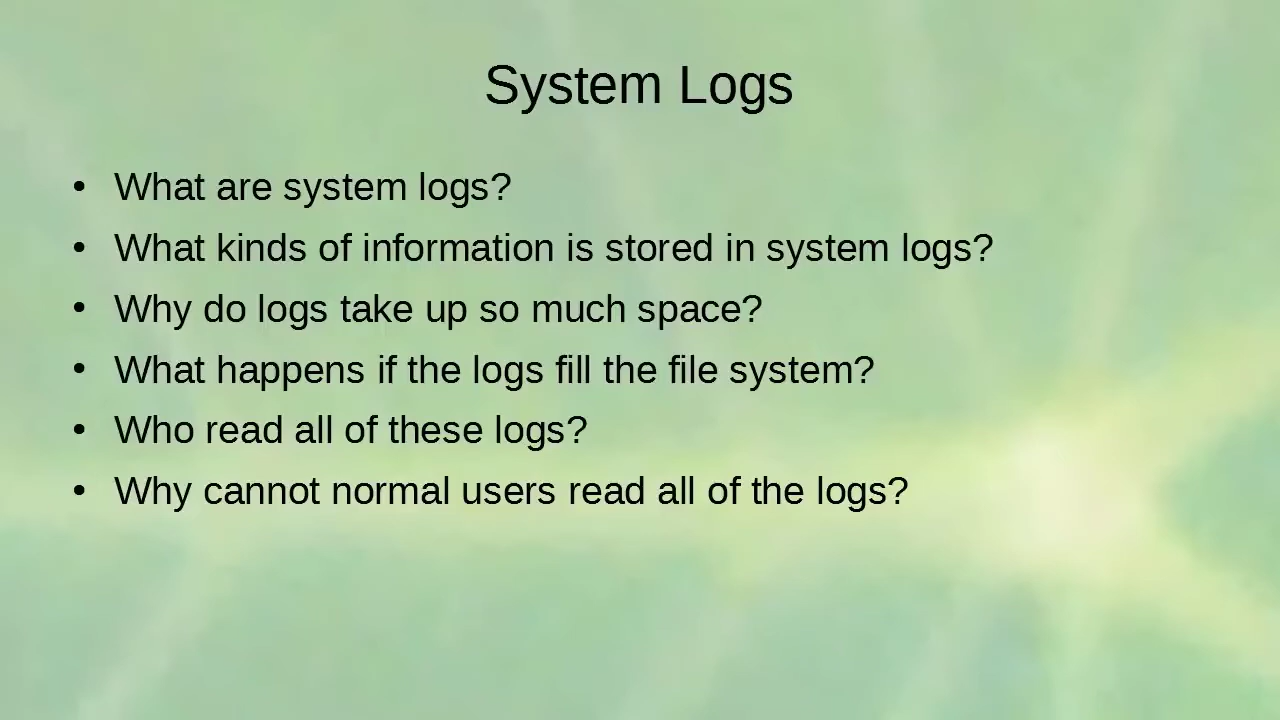 System Logs
• What are system logs?
• What kinds of information is stored in system logs?
• Why do logs take up so much space?
• What happens if the logs fill the file system?
• Who read all of these logs?
• Why cannot normal users read all of the logs?